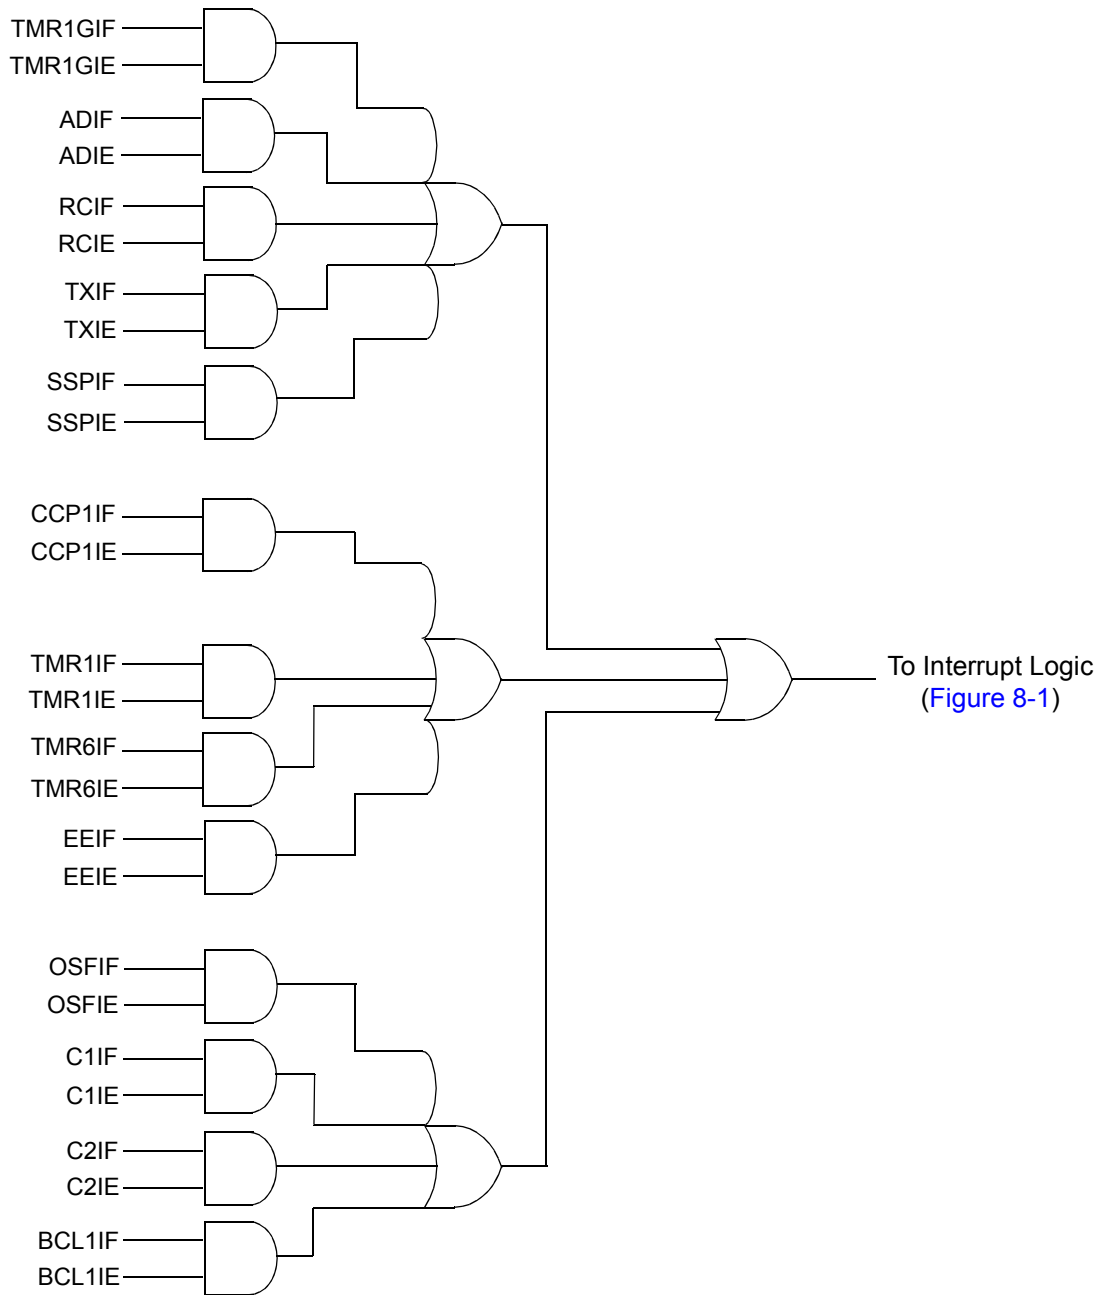 TMR1GIF
TMR1GIE
ADIF
ADIE
RCIF
RCIE
TXIF
TXIE
SSPIF
SSPIE
CCP1IF
CCP1IE
TMR1IF
TMR1IE
TMR6IF
TMR6IE
EEIF
EEIE
OSFIF
OSFIE
C1IF
C1IE
C2IF
C2IE
BCL1IF
BCL1IE
To Interrupt Logic
(Figure 8-1)